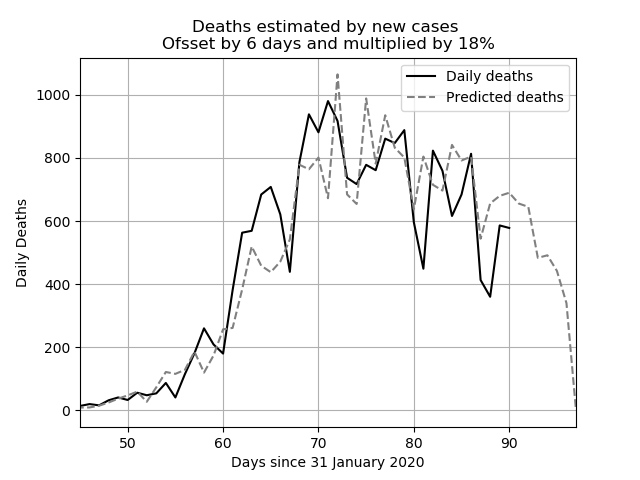 Deaths estimated by new cases
Ofsset by 6 days and multiplied by 18%
Daily deaths
Predicted deaths
1000
800
600
400
200
0
Daily Deaths
50 60 70 80 90
Days since 31 January 2020